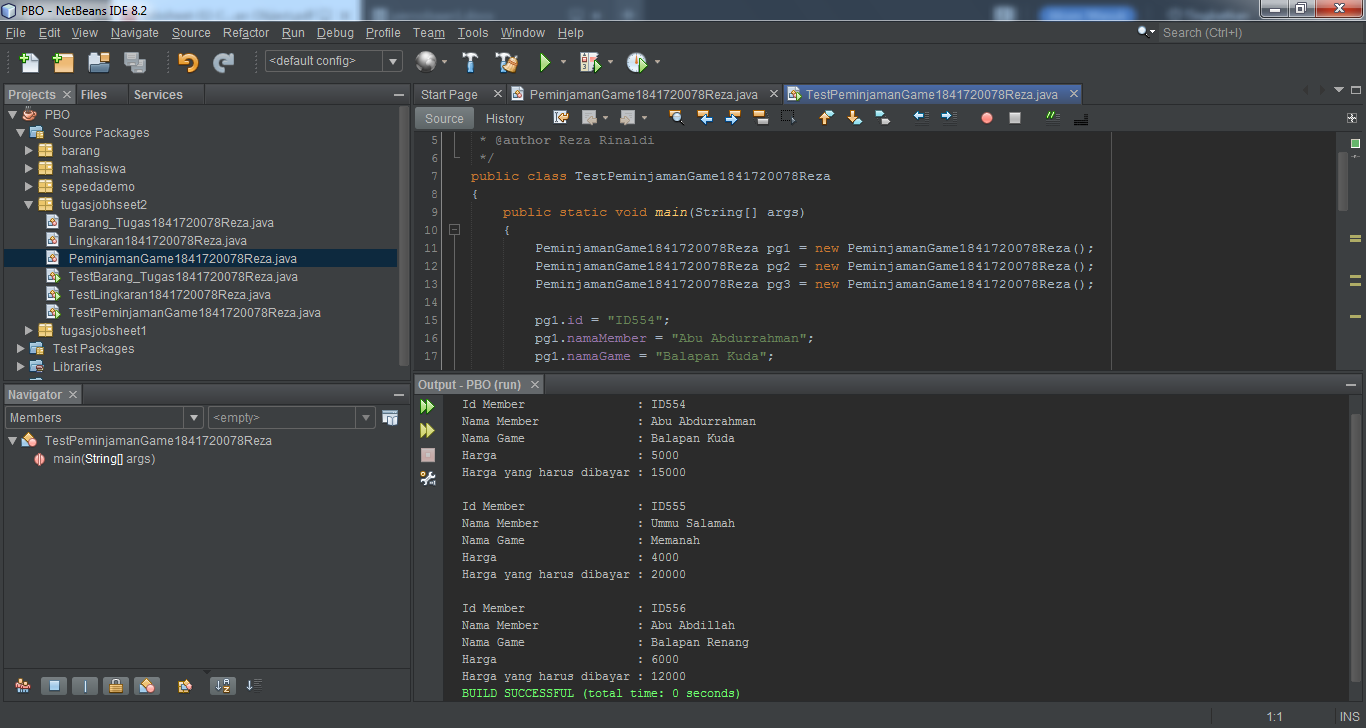 PBO - NetBeans IDE 8.2
File Edit View Navigate Source Refactor Run Debug Profile Team Tools Window Help
Search (Ctrl+I)
<default config>
Projects Files Services
PBO
Source Packages
barang
mahasiswa
sepedademo
tugasjobhseet2
Barang_Tugas1841720078Reza.java
Lingkaran1841720078Reza.java
PeminjamanGame1841720078Reza.java
TestBarang_Tugas1841720078Reza.java
TestLingkaran1841720078Reza.java
TestPeminjamanGame1841720078Reza.java
tugasjobsheet1
Test Packages
Libraries
Navigator
Members
<empty>
TestPeminjamanGame1841720078Reza
main(String[] args)
Start Page PeminjamanGame1841720078Reza.java TestPeminjamanGame1841720078Reza.java
Source History
5 * @author Reza Rinaldi
6 */
7 public class TestPeminjamanGame1841720078Reza
8 {
9 public static void main(String[] args)
10 {
11 PeminjamanGame1841720078Reza pg1 = new PeminjamanGame1841720078Reza();
12 PeminjamanGame1841720078Reza pg2 = new PeminjamanGame1841720078Reza();
13 PeminjamanGame1841720078Reza pg3 = new PeminjamanGame1841720078Reza();
14
15 pg1.id = "ID554";
16 pg1.namaMember = "Abu Abdurrahman";
17 pg1.namaGame = "Balapan Kuda";
Output - PBO (run)
Id Member : ID554
Nama Member : Abu Abdurrahman
Nama Game : Balapan Kuda
Harga : 5000
Harga yang harus dibayar : 15000
Id Member : ID555
Nama Member : Ummu Salamah
Nama Game : Memanah
Harga : 4000
Harga yang harus dibayar : 20000
Id Member : ID556
Nama Member : Abu Abdillah
Nama Game : Balapan Renang
Harga : 6000
Harga yang harus dibayar : 12000
BUILD SUCCESSFUL (total time: 0 seconds)
1:1 INS